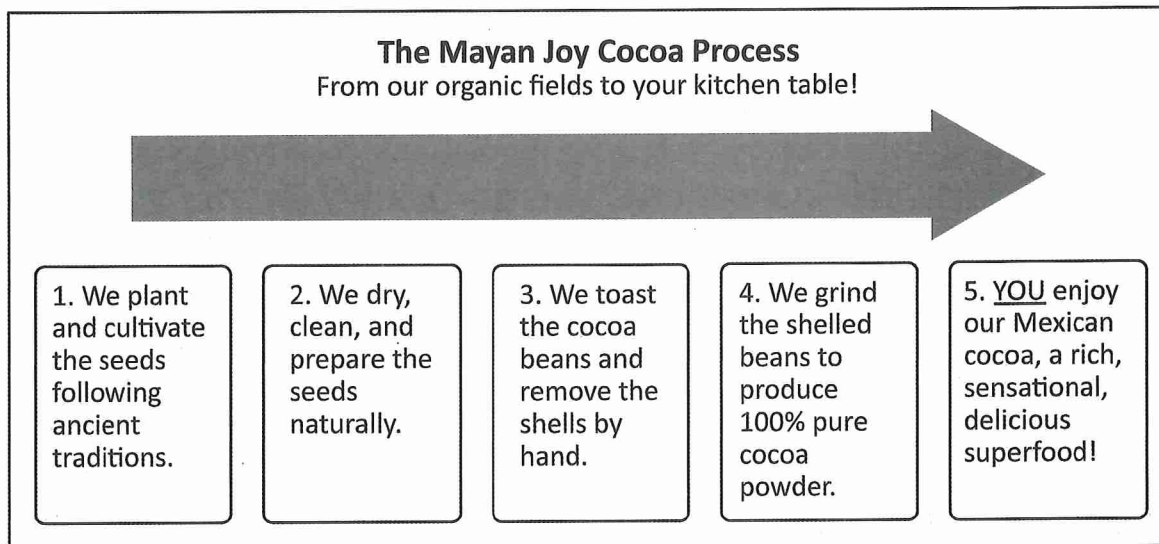 The Mayan Joy Cocoa Process
From our organic fields to your kitchen table!
1. We plant
and cultivate
the seeds
following
ancient
traditions.
2. We dry,
clean, and
prepare the
seeds
naturally.
3. We toast
the cocoa
beans and
remove the
shells by
hand.
4. We grind
the shelled
beans to
produce
100% pure
cocoa
powder.
5. YOU enjoy
our Mexican
cocoa, a rich,
sensational,
delicious
superfood!